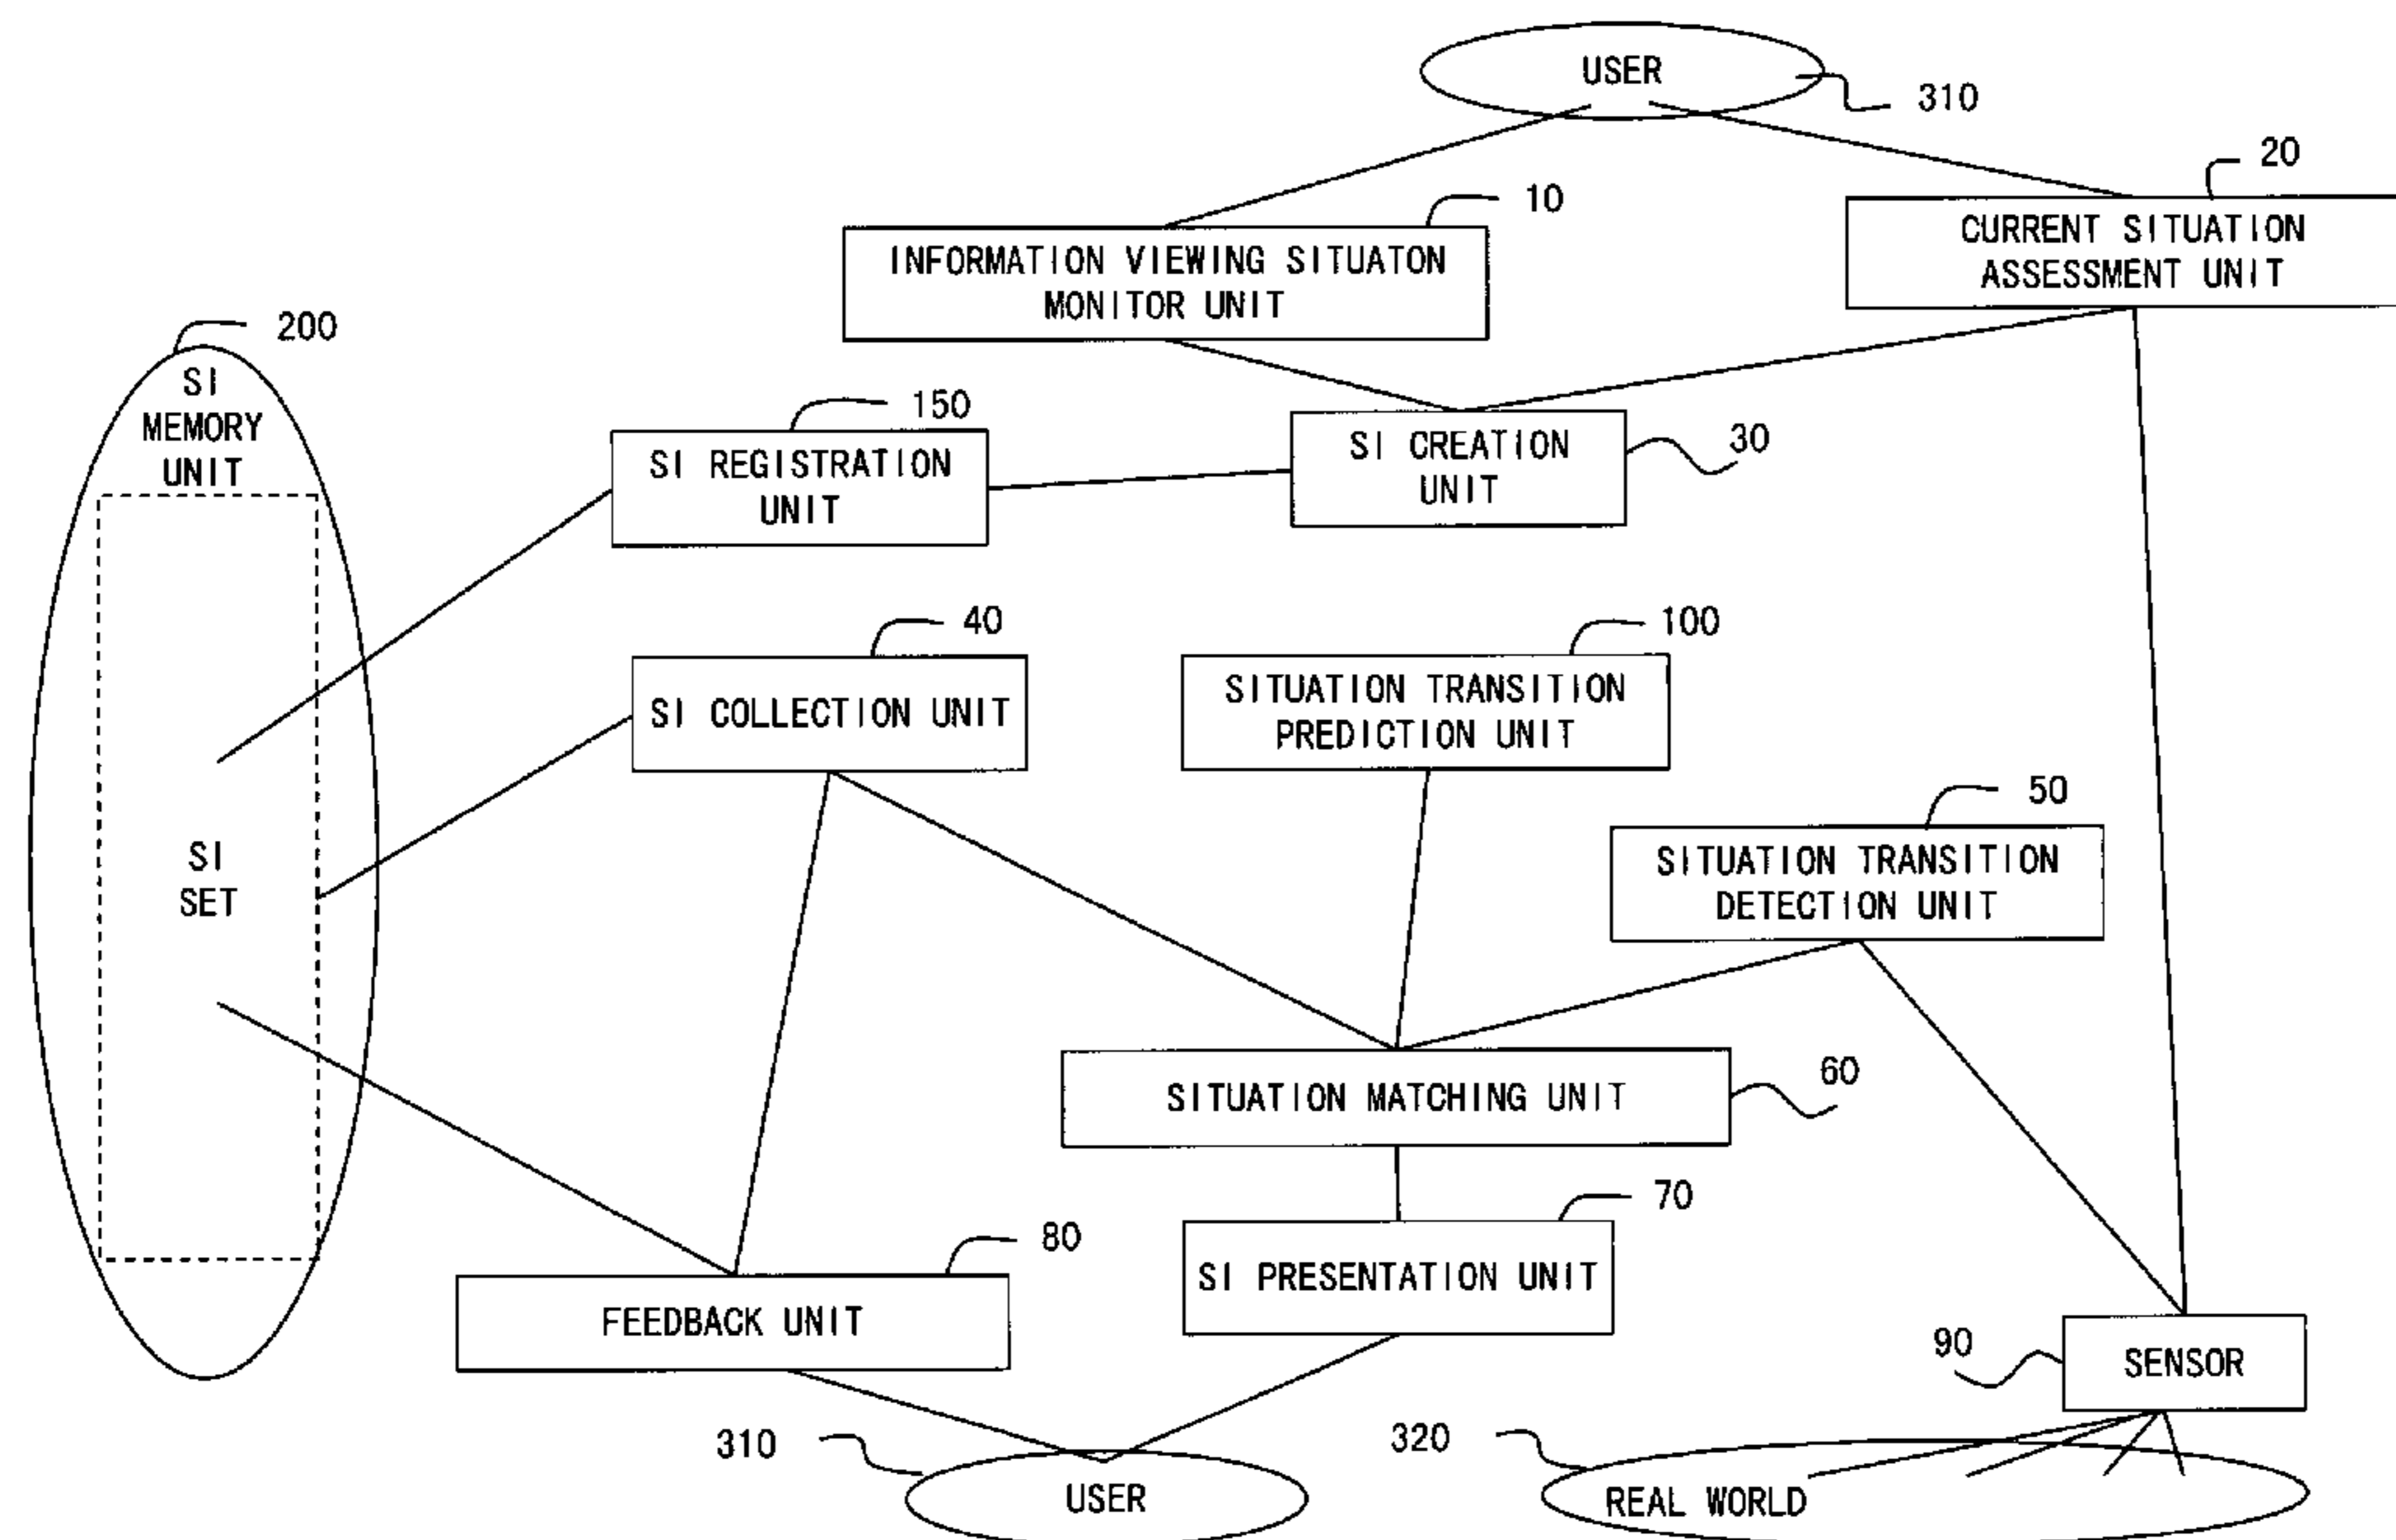 USER
310
20
10
CURRENT SITUATION
ASSESSMENT UNIT
INFORMATION VIEWING SITUATON
MONITOR UNIT
200
SI
MEMORY
UNIT
150
SI REGISTRATION
UNIT
SI CREATION
UNIT
30
40
100
SI COLLECTION UNIT
SITUATION TRANSITION
PREDICTION UNIT
50
SITUATION TRANSITION
DETECTION UNIT
SI
SET
SITUATION MATCHING UNIT
60
70
80
SI PRESENTATION UNIT
FEEDBACK UNIT
90
SENSOR
310
320
USER
REAL WORLD